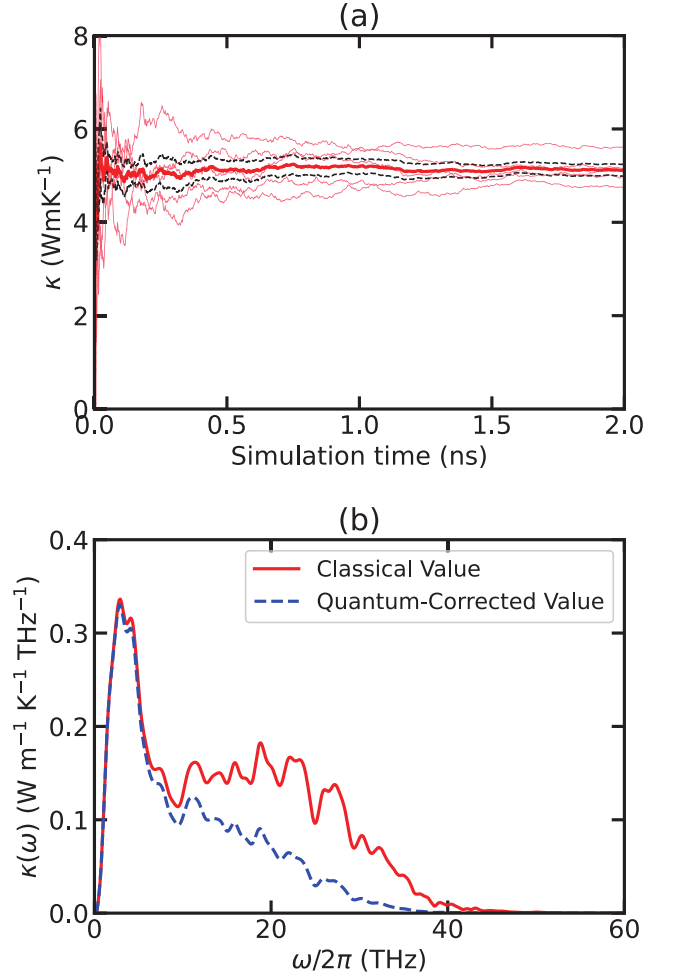 (a)
8
6
4
2
0
κ (WmK⁻¹)
0.0 0.5 1.0 1.5 2.0
Simulation time (ns)
(b)
0.4
0.3
0.2
0.1
0.0
κ(ω) (W m⁻¹ K⁻¹ THz⁻¹)
Classical Value
Quantum-Corrected Value
0 20 40 60
ω/2π (THz)